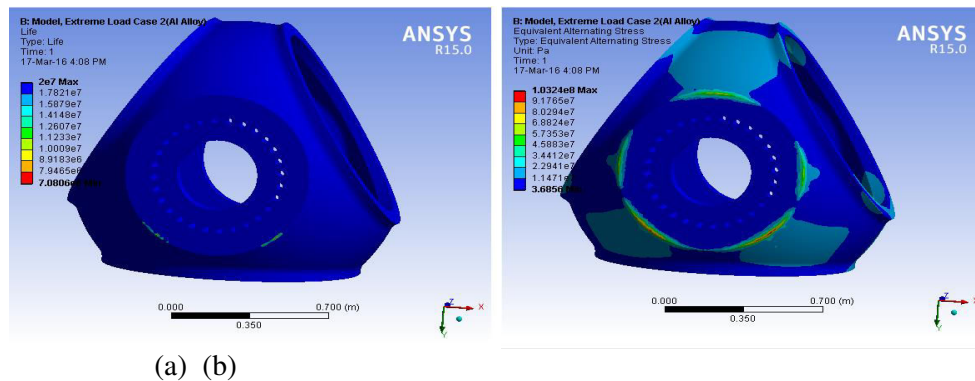 B: Model, Extreme Load Case 2(Al Alloy)
Life
Type: Life
Time: 1
17-Mar-16 4:08 PM
ANSYS
R15.0
2e7 Max
1.7821e7
1.5879e7
1.4148e7
1.2607e7
1.1233e7
1.0009e7
8.9183e6
7.9465e6
0.000
0.700 (m)
0.350
X
Y
Z
B: Model, Extreme Load Case 2(Al Alloy)
Equivalent Alternating Stress
Type: Equivalent Alternating Stress
Unit: Pa
Time: 1
17-Mar-16 4:08 PM
ANSYS
R15.0
1.0324e8 Max
9.1765e7
8.0294e7
6.8824e7
5.7353e7
4.5883e7
3.4412e7
2.2941e7
1.1471e7
0.000
0.700 (m)
0.350
X
Y
Z
(a) (b)